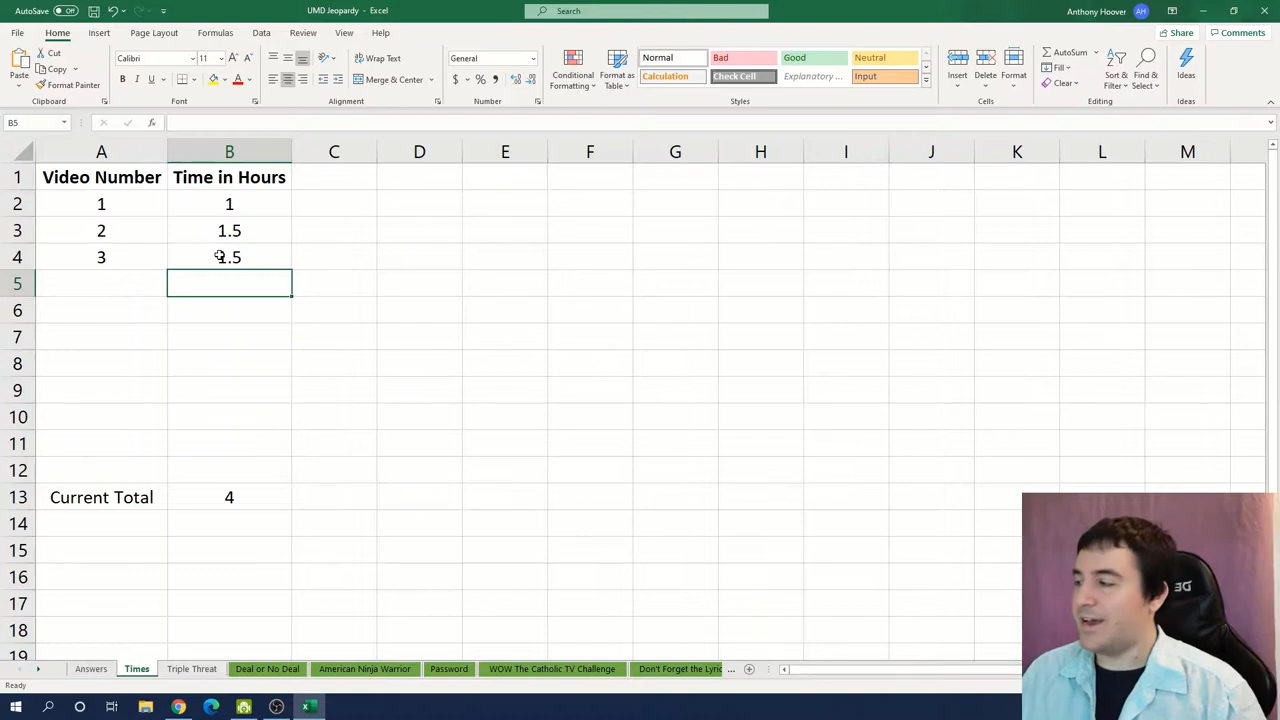 AutoSave Off
UMD Jeopardy - Excel
Search
Anthony Hoover AH
File Home Insert Page Layout Formulas Data Review View Help
Share Comments
Paste
Cut
Copy
Format Painter
Clipboard
Calibri 11
B I U
Font
Wrap Text
Merge & Center
Alignment
General
$ % ,
Number
Conditional Formatting
Format as Table
Normal Bad Good Neutral
Calculation Check Cell Explanatory ... Input
Styles
Insert Delete Format
Cells
AutoSum
Fill
Clear
Sort & Filter
Find & Select
Editing
Ideas
Ideas
B5 fx
A B C D E F G H I J K L M
1 Video Number Time in Hours
2 1 1
3 2 1.5
4 3 1.5
5
6
7
8
9
10
11
12
13 Current Total 4
14
15
16
17
18
19
Answers Times Triple Threat Deal or No Deal American Ninja Warrior Password WOW The Catholic TV Challenge Don't Forget the Lyric ...
Ready